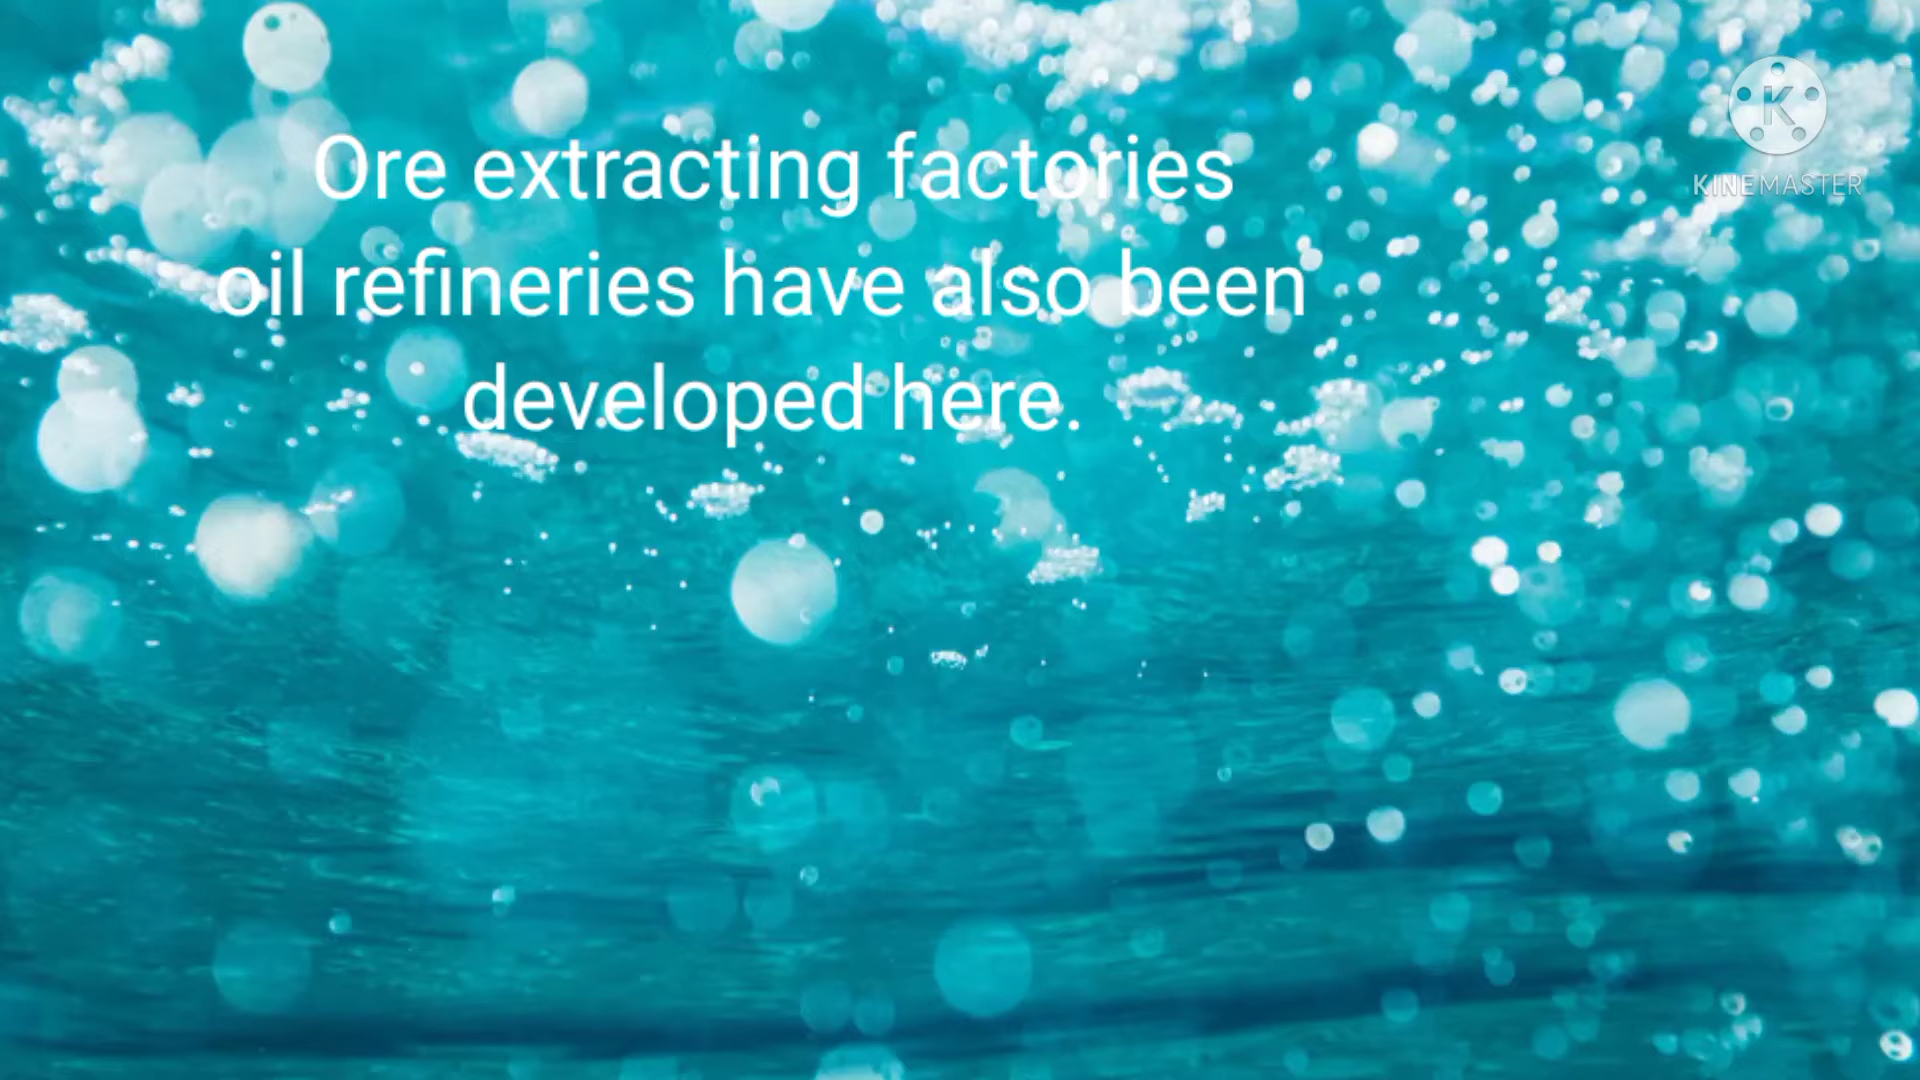 Ore extracting factories
oil refineries have also been
developed here.
K
KINEMASTER